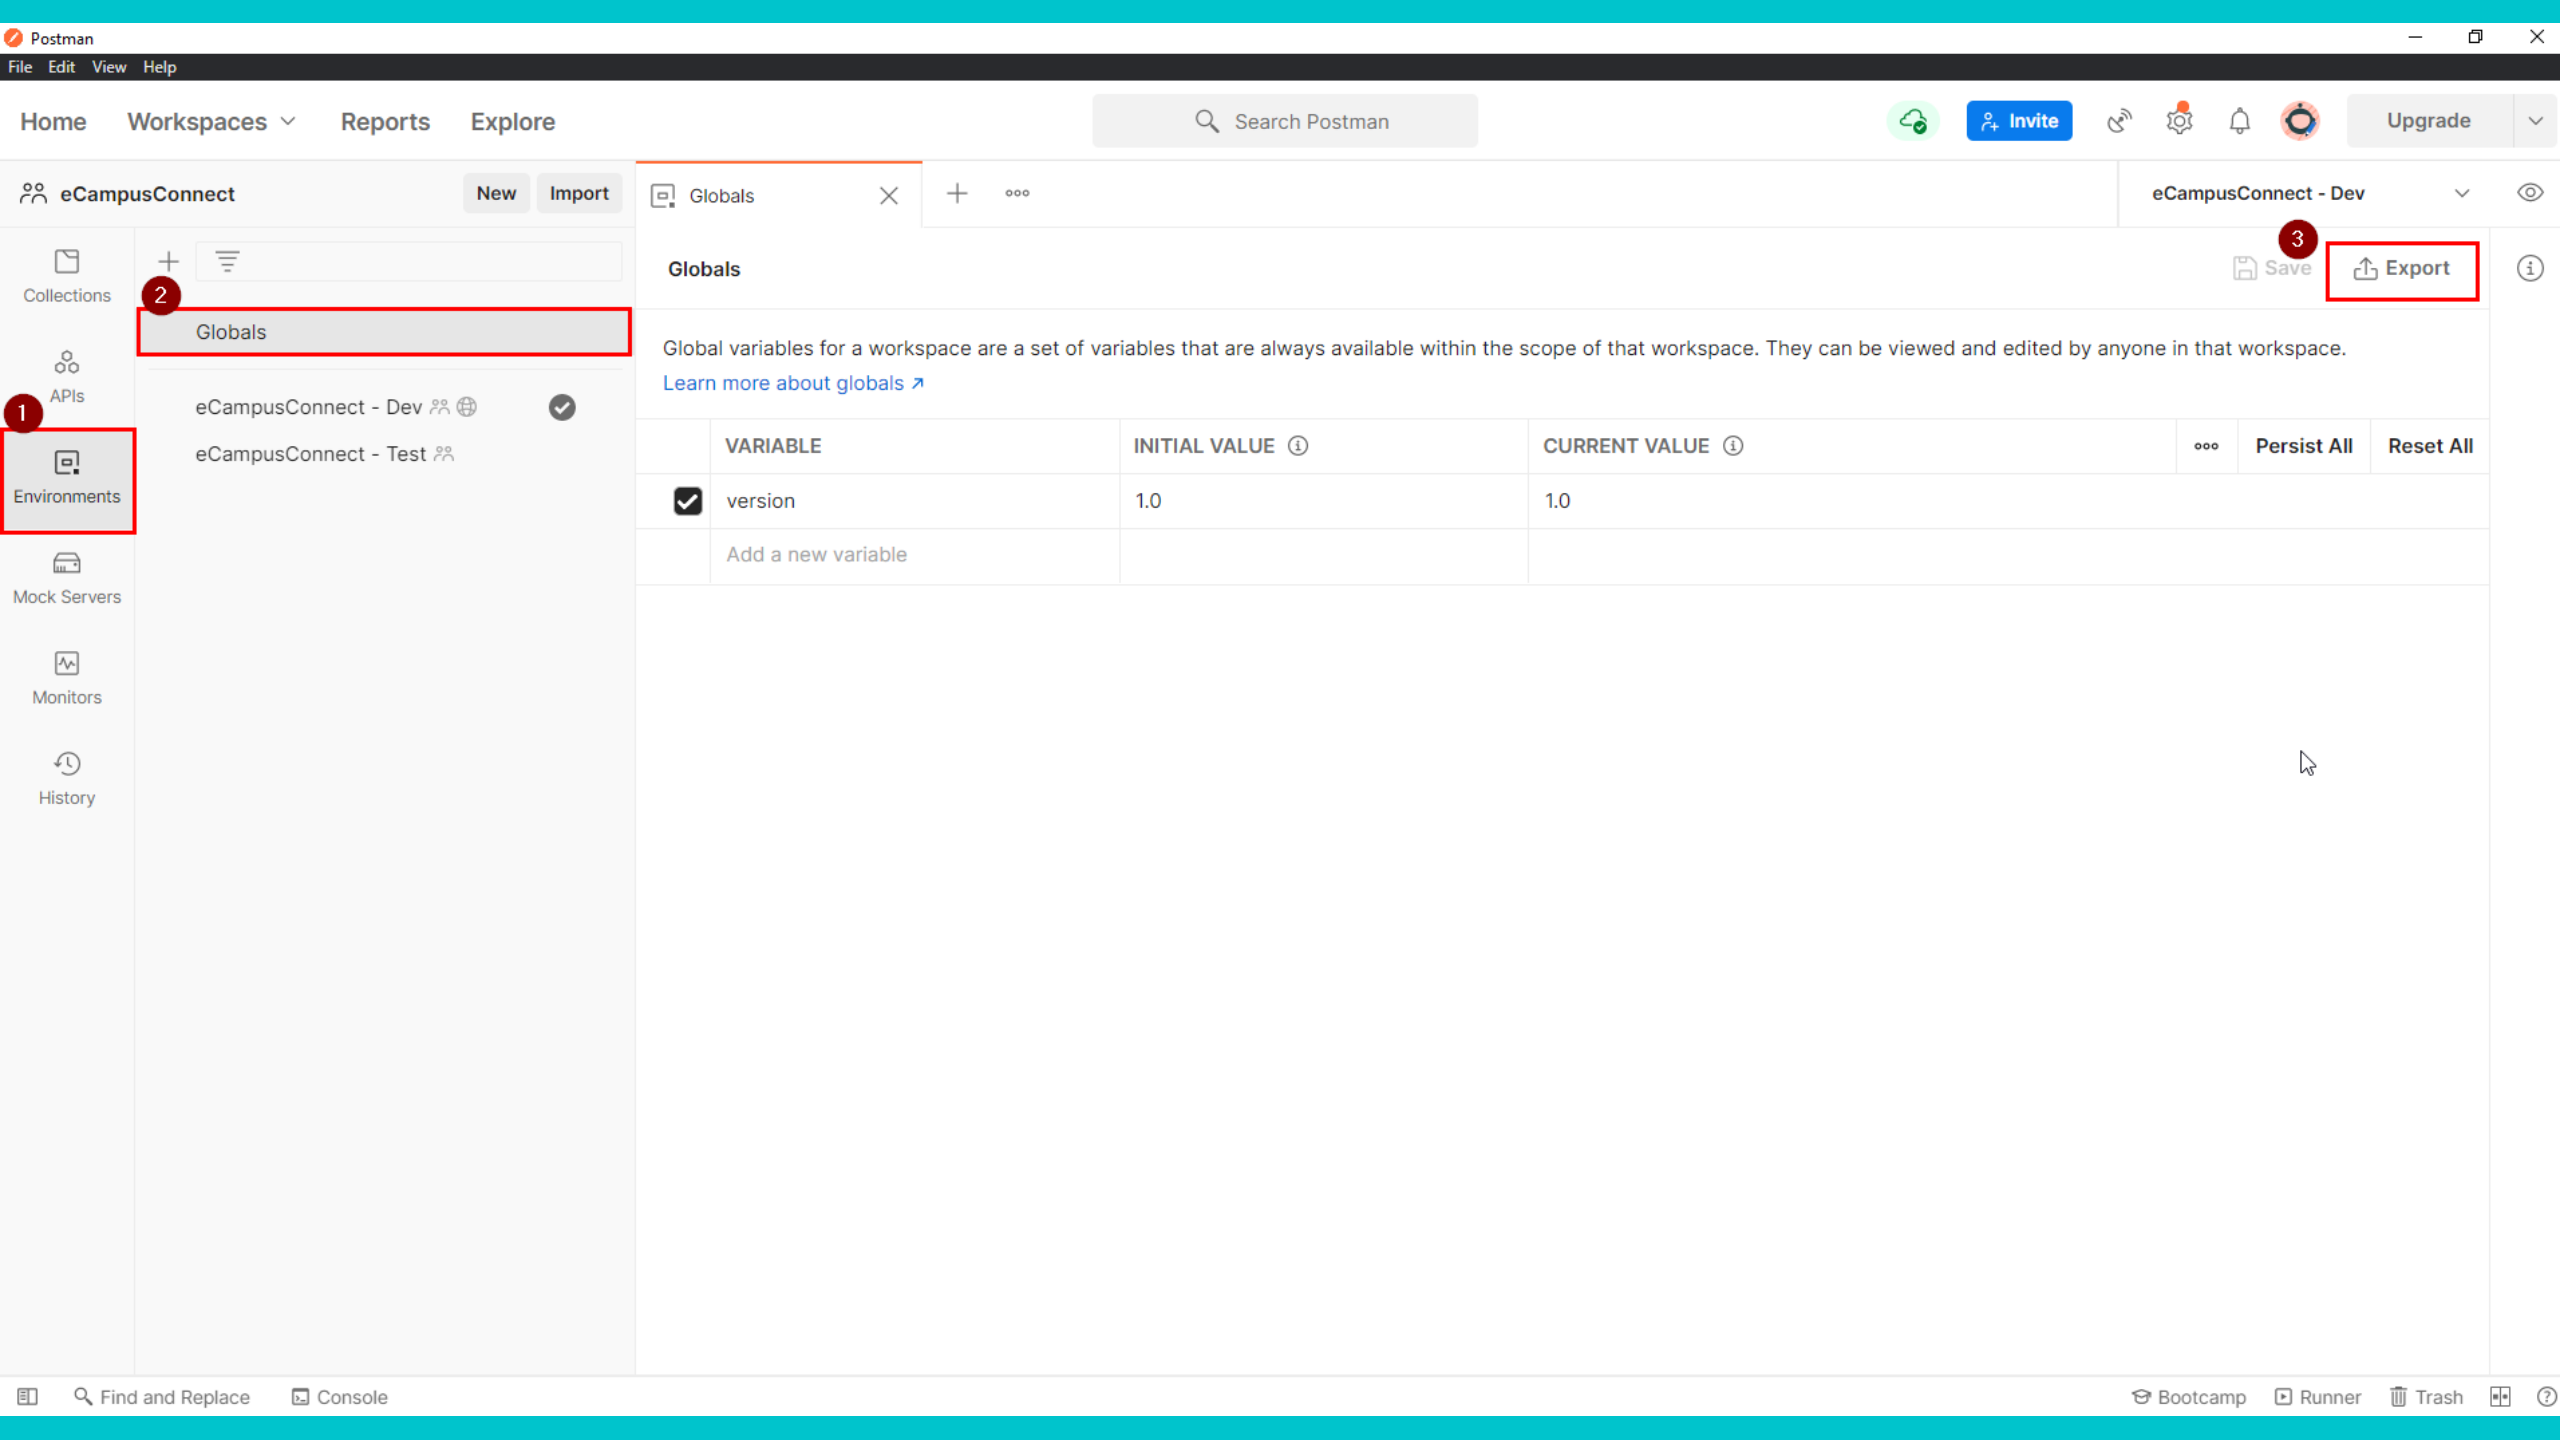 Postman
File Edit View Help
Home Workspaces Reports Explore Search Postman Invite Upgrade
eCampusConnect New Import Globals eCampusConnect - Dev
3
Globals Save Export
Collections
2
Globals
Global variables for a workspace are a set of variables that are always available within the scope of that workspace. They can be viewed and edited by anyone in that workspace.
Learn more about globals
APIs
1
eCampusConnect - Dev
eCampusConnect - Test
VARIABLE INITIAL VALUE CURRENT VALUE Persist All Reset All
Environments
version 1.0 1.0
Add a new variable
Mock Servers
Monitors
History
Find and Replace Console Bootcamp Runner Trash